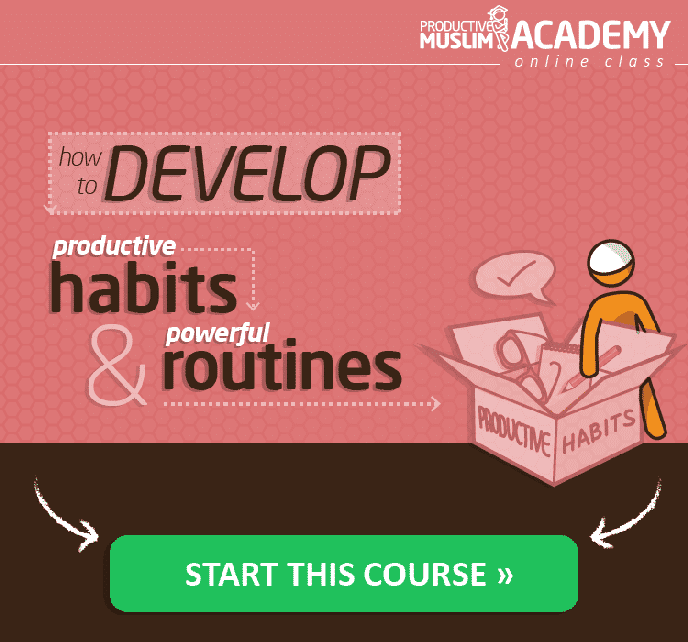 PRODUCTIVE
MUSLIM ACADEMY
online class
how
to DEVELOP
productive
habits
& powerful
routines
PRODUCTIVE HABITS
START THIS COURSE »